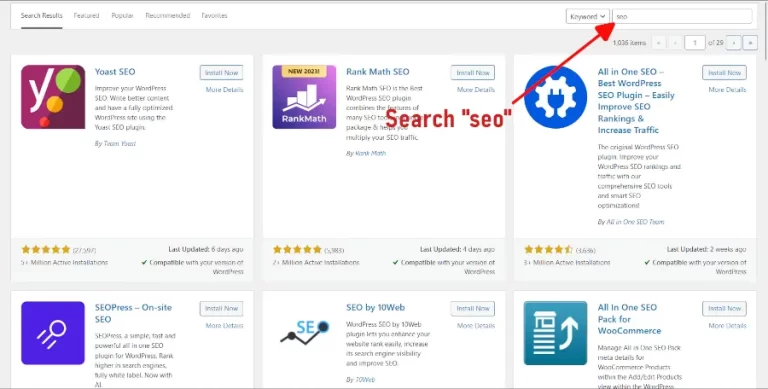 Search Results Featured Popular Recommended Favorites Keyword seo
1,036 items « ‹ 1 of 29 › »
Yoast SEO
Install Now
More Details
Improve your WordPress
SEO: Write better content
and have a fully optimized
WordPress site using the
Yoast SEO plugin.
By Team Yoast
(27,597)
5+ Million Active Installations
Last Updated: 6 days ago
Compatible with your version of
WordPress
NEW 2023!
RankMath
Rank Math SEO
Install Now
More Details
Rank Math SEO is the Best
WordPress SEO plugin
combines the features of
many SEO
package & helps you
multiply your SEO traffic.
By Rank Math
(5,983)
2+ Million Active Installations
Last Updated: 4 days ago
Compatible with your version of
WordPress
Search "seo"
All in One SEO –
Best WordPress
SEO Plugin – Easily
Improve SEO
Rankings &
Increase Traffic
Install Now
More Details
The original WordPress SEO
plugin. Improve your
WordPress SEO rankings and
traffic with our
comprehensive SEO tools
and smart SEO
optimizations!
By All in One SEO Team
(3,636)
3+ Million Active Installations
Last Updated: 2 weeks ago
Compatible with your version of
WordPress
SEOPress – On-site
SEO
Install Now
More Details
SEOPress, a simple, fast and
powerful all in one SEO
plugin for WordPress. Rank
higher in search engines,
fully white label. Now with
AI.
SEO
SEO by 10Web
Install Now
More Details
WordPress SEO by 10Web
plugin lets you enhance your
website rank easily, increase
its search engine visibility
and improve SEO.
By 10Web
All In One SEO
Pack for
WooCommerce
Install Now
More Details
Manage All in One SEO Pack
meta details for
WooCommerce Products
within the Add/Edit Products
view within the WordPress